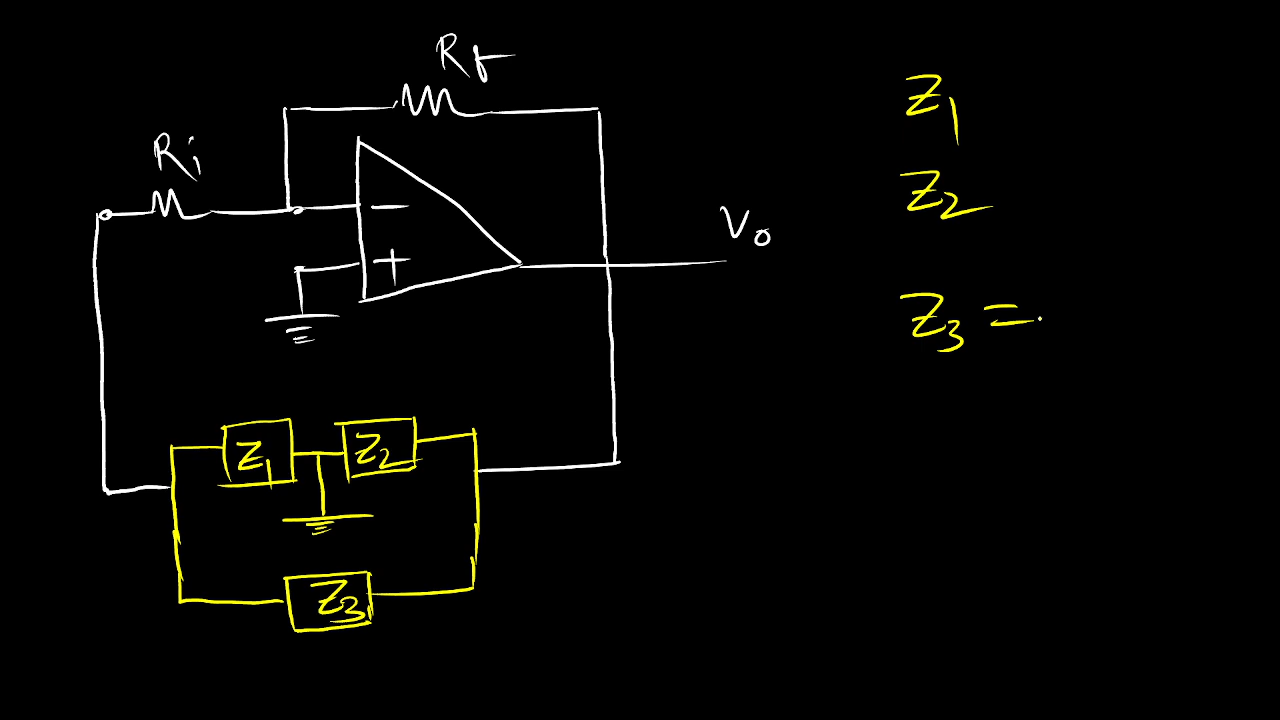 Rf
Ri
−
+
Vo
Z1
Z2
Z3 =
Z1
Z2
Z3